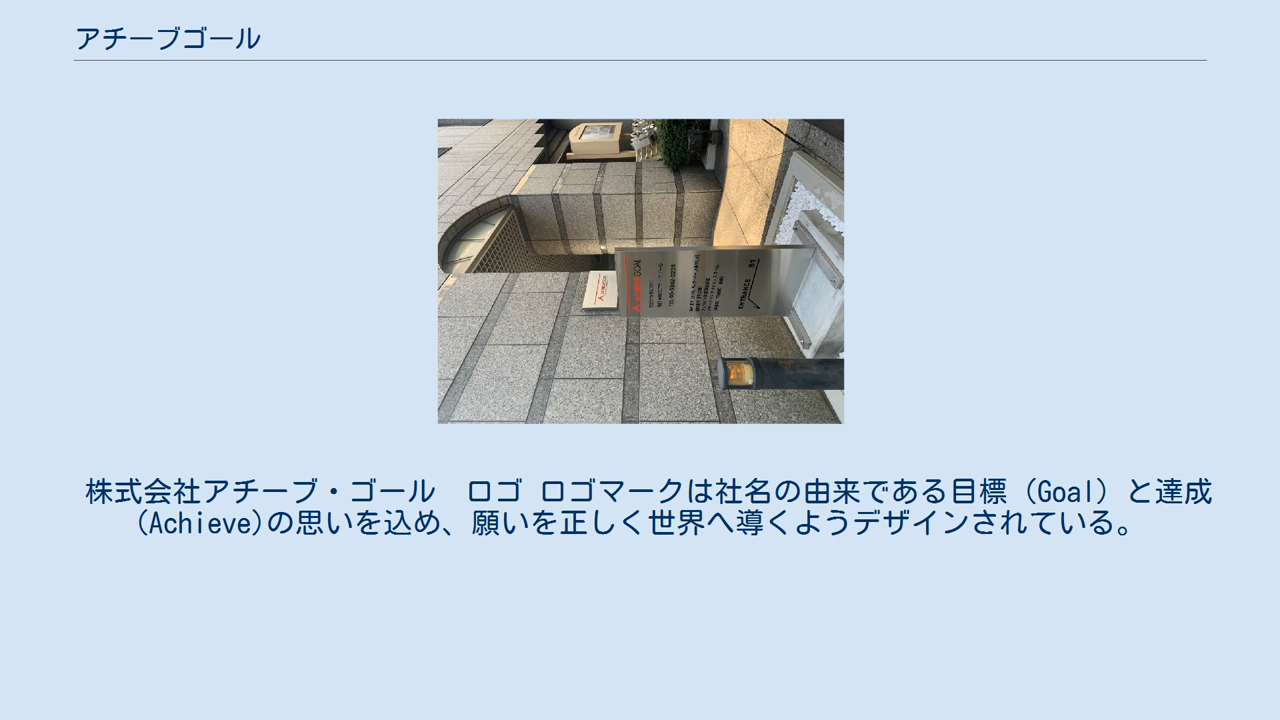 アチーブゴール
GOAL
ENTRANCE B1
株式会社アチーブ・ゴール　ロゴ ロゴマークは社名の由来である目標（Goal）と達成
(Achieve)の思いを込め、願いを正しく世界へ導くようデザインされている。